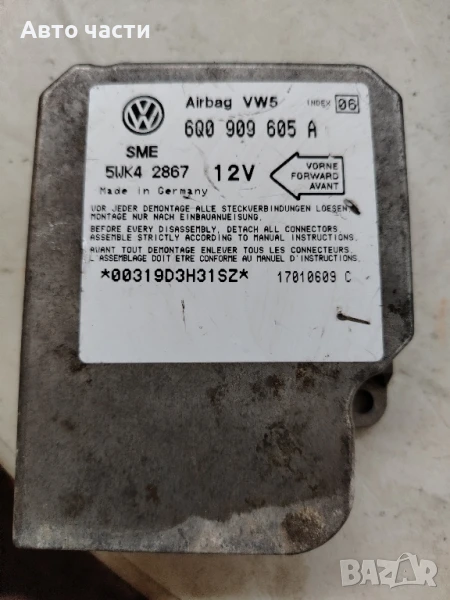 Авто части
VW
Airbag VW5
INDEX 06
6Q0 909 605 A
SME
5WK4 2867
12V
VORNE
FORWARD
AVANT
Made in Germany
VOR JEDER DEMONTAGE ALLE STECKVERBINDUNGEN LOESEN
MONTAGE NUR NACH EINBAUANWEISUNG.
BEFORE EVERY DISASSEMBLY, DETACH ALL CONNECTORS
ASSEMBLE STRICTLY ACCORDING TO MANUAL INSTRUCTIONS.
AVANT TOUT DEMONTAGE ENLEVER TOUS LES CONNECTEURS.
L'ASSEMBLAGE DOIT ETRE CONFORME AU MANUEL D'INSTRUCTIONS.
*00319D3H31SZ*
17010609 C
bazar